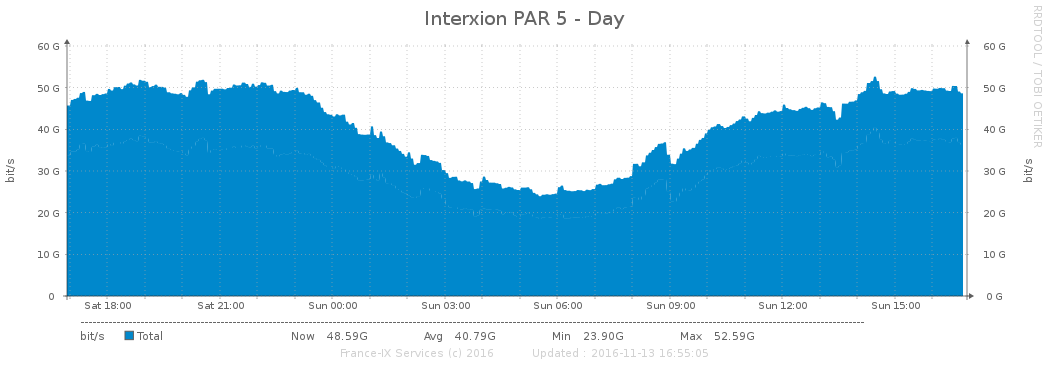 Interxion PAR 5 - Day
RRDTOOL / TOBI OETIKER
60 G 60 G
50 G 50 G
40 G 40 G
30 G 30 G
20 G 20 G
10 G 10 G
0 0 G
bit/s bit/s
Sat 18:00 Sat 21:00 Sun 00:00 Sun 03:00 Sun 06:00 Sun 09:00 Sun 12:00 Sun 15:00
bit/s Total Now 48.59G Avg 40.79G Min 23.90G Max 52.59G
France-IX Services (c) 2016 Updated : 2016-11-13 16:55:05